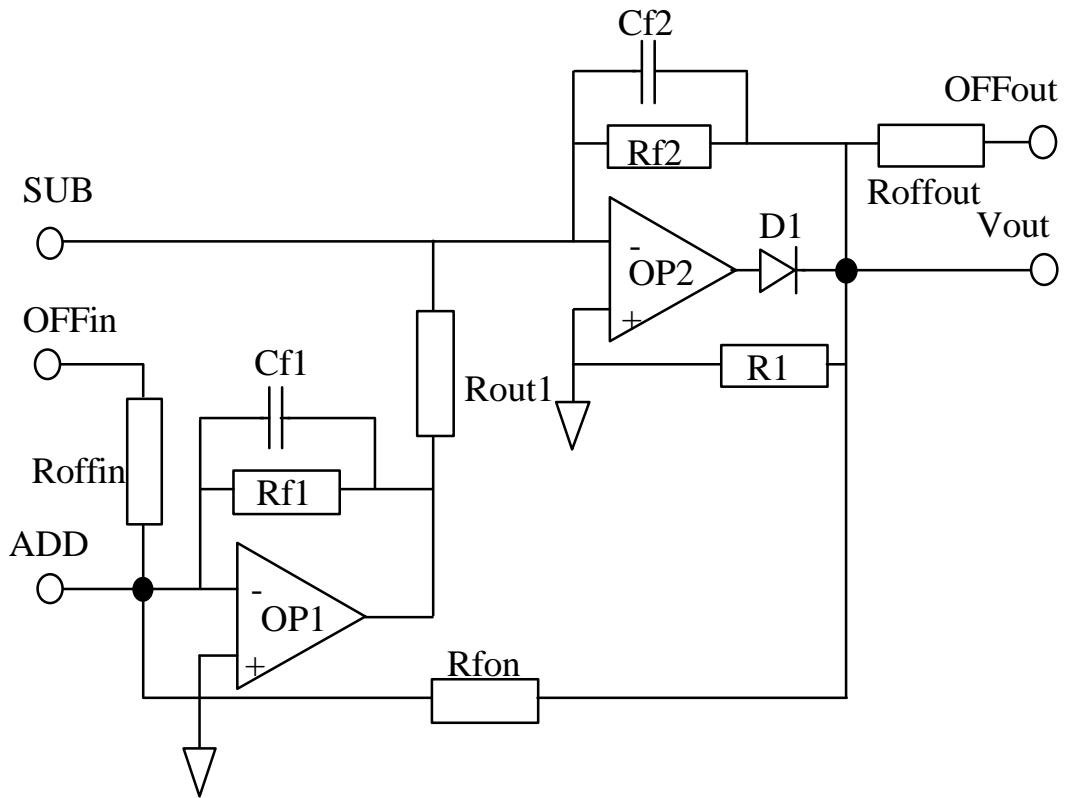 Cf2
OFFout
Rf2
SUB
Roffout
D1
Vout
-
OP2
+
OFFin
Cf1
R1
Rout1
Roffin
Rf1
ADD
-
OP1
+
Rfon